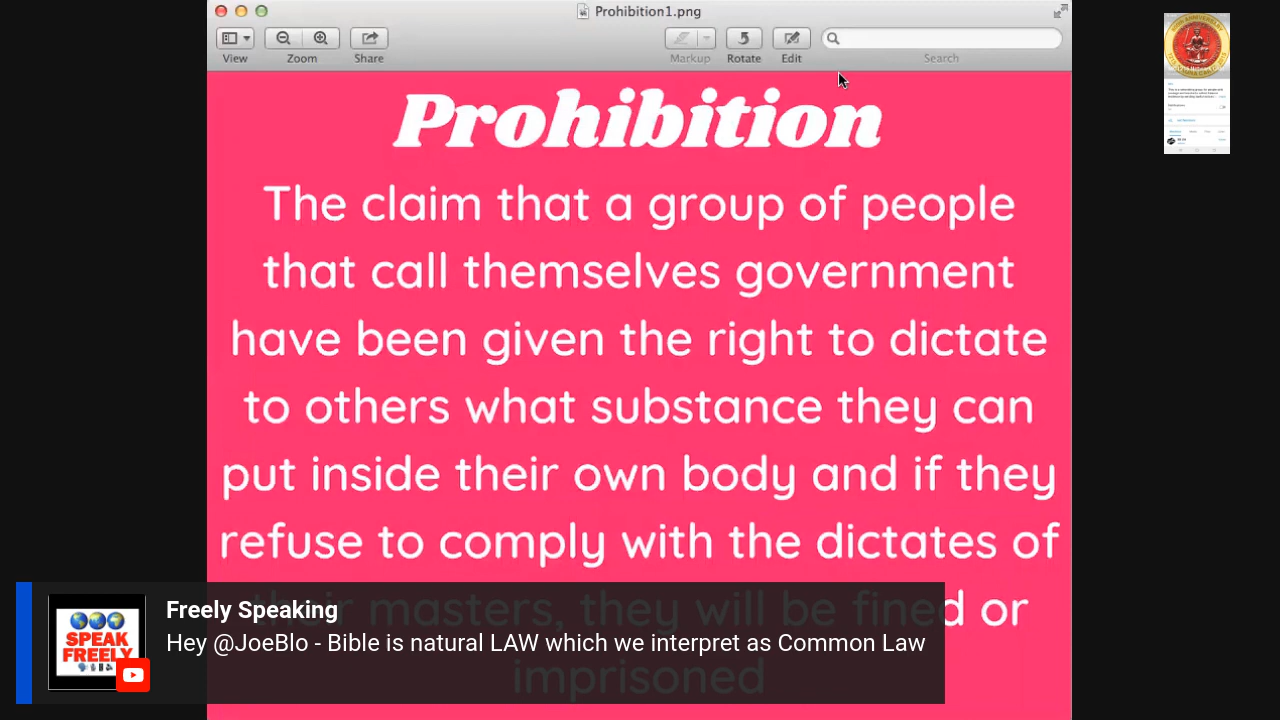 Prohibition1.png
View
Zoom
Share
Markup
Rotate
Edit
Search
Prohibition
The claim that a group of people
that call themselves government
have been given the right to dictate
to others what substance they can
put inside their own body and if they
refuse to comply with the dictates of
their masters, they will be fined or
imprisoned
SPEAK
FREELY
Freely Speaking
Hey @JoeBlo - Bible is natural LAW which we interpret as Common Law